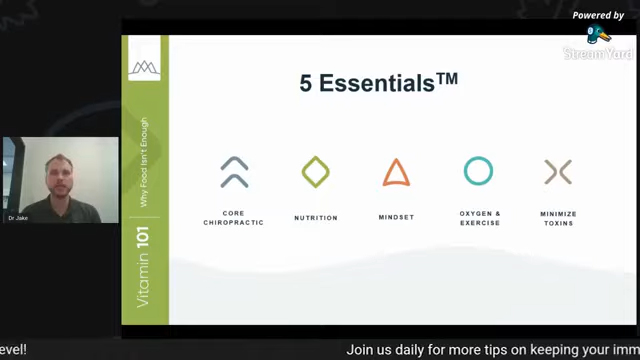 Powered by
StreamYard
5 Essentials™
Vitamin 101 Why Food Isn't Enough
CORE
CHIROPRACTIC
NUTRITION
MINDSET
OXYGEN &
EXERCISE
MINIMIZE
TOXINS
Dr Jake
evel!
Join us daily for more tips on keeping your imm